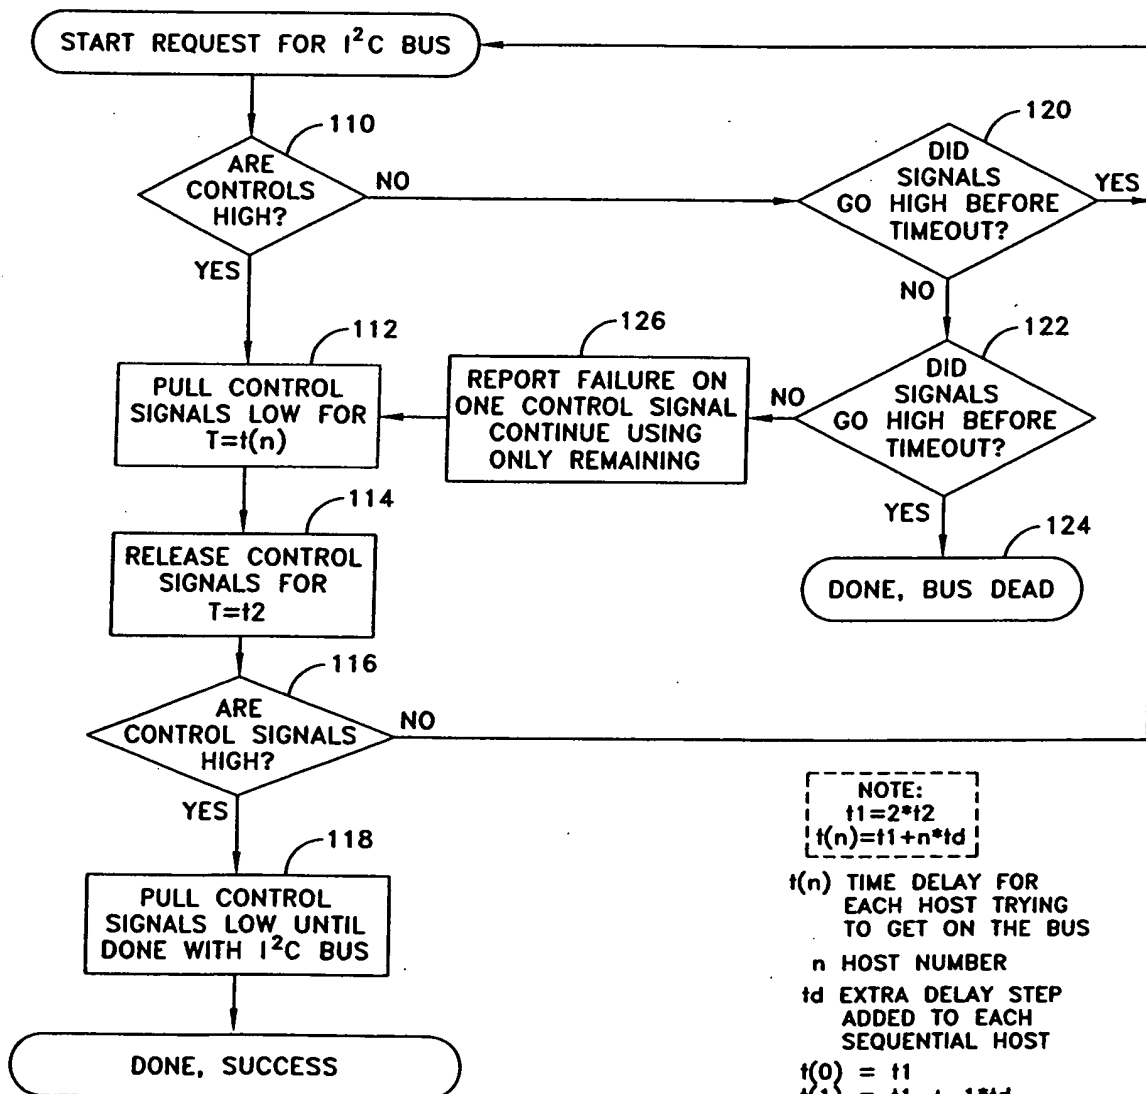 START REQUEST FOR I²C BUS
110
ARE
CONTROLS
HIGH?
NO
YES
120
DID
SIGNALS
GO HIGH BEFORE
TIMEOUT?
YES
NO
112
PULL CONTROL
SIGNALS LOW FOR
T=t(n)
126
REPORT FAILURE ON
ONE CONTROL SIGNAL
CONTINUE USING
ONLY REMAINING
122
DID
SIGNALS
GO HIGH BEFORE
TIMEOUT?
NO
YES
114
RELEASE CONTROL
SIGNALS FOR
T=t2
124
DONE, BUS DEAD
116
ARE
CONTROL SIGNALS
HIGH?
NO
YES
118
PULL CONTROL
SIGNALS LOW UNTIL
DONE WITH I²C BUS
DONE, SUCCESS
NOTE:
t1=2*t2
t(n)=t1+n*td
t(n) TIME DELAY FOR
EACH HOST TRYING
TO GET ON THE BUS
n HOST NUMBER
td EXTRA DELAY STEP
ADDED TO EACH
SEQUENTIAL HOST
t(0) = t1
t(1) = t1 + 1*td